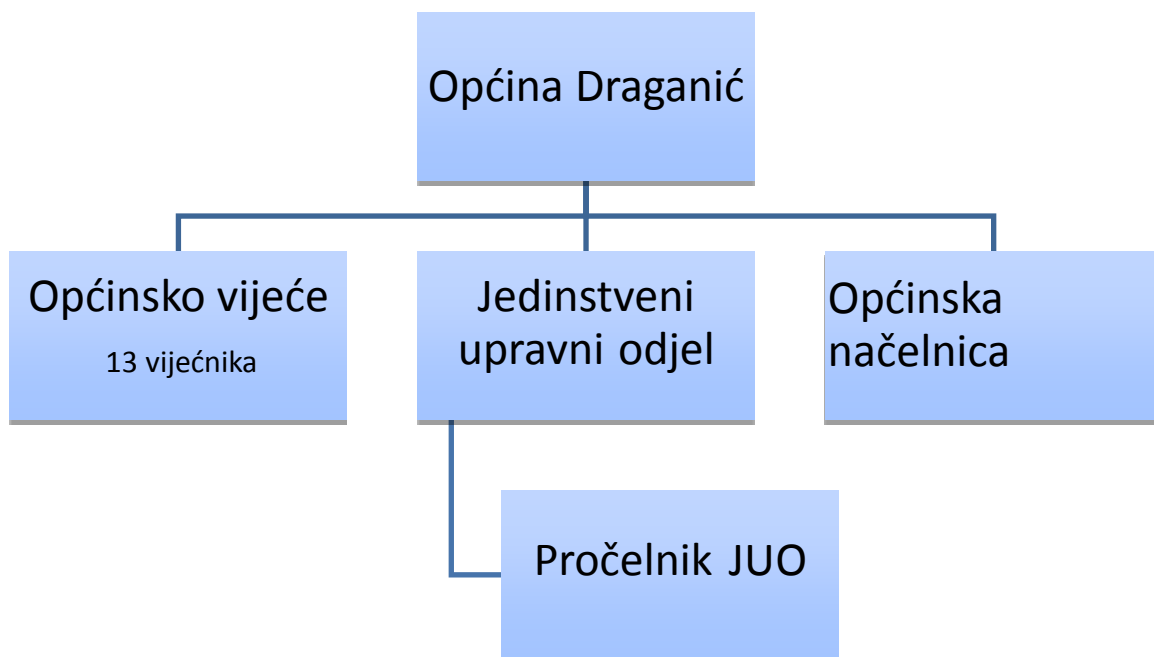 Općina Draganić
Općinsko vijeće
13 vijećnika
Jedinstveni
upravni odjel
Općinska
načelnica
Pročelnik JUO